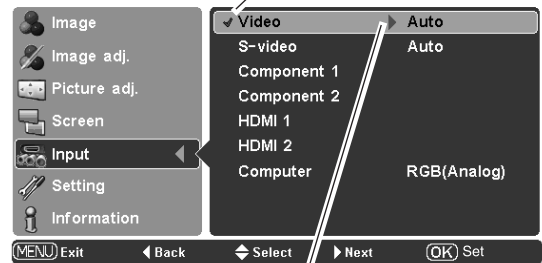 Image
Image adj.
Picture adj.
Screen
Input
Setting
Information
Video Auto
S-video Auto
Component 1
Component 2
HDMI 1
HDMI 2
Computer RGB(Analog)
MENU Exit Back Select Next OK Set